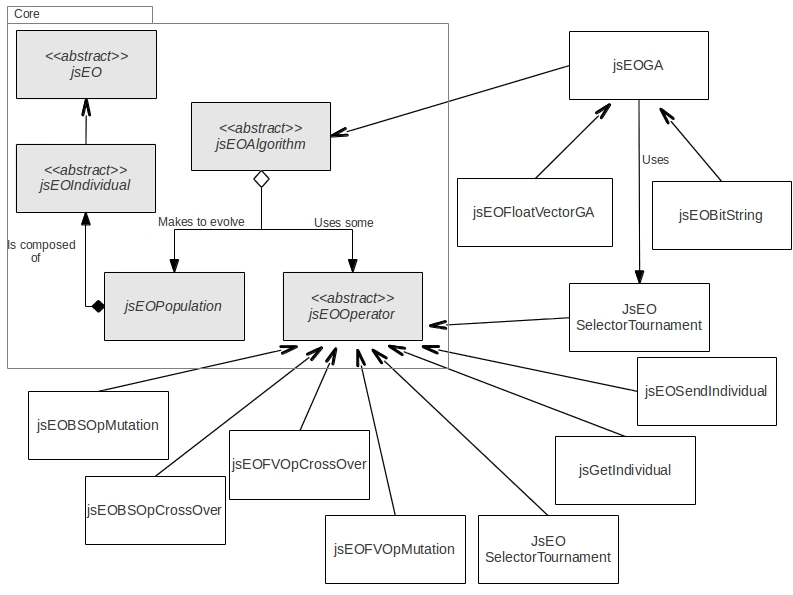 Core
<<abstract>>
jsEO
<<abstract>>
jsEOAlgorithm
<<abstract>>
jsEOIndividual
Is composed
of
Makes to evolve
Uses some
jsEOPopulation
<<abstract>>
jsEOOperator
jsEOGA
Uses
jsEOFloatVectorGA
jsEOBitString
JsEO
SelectorTournament
jsEOSendIndividual
jsGetIndividual
jsEOBSOpMutation
jsEOFVOpCrossOver
jsEOBSOpCrossOver
jsEOFVOpMutation
JsEO
SelectorTournament